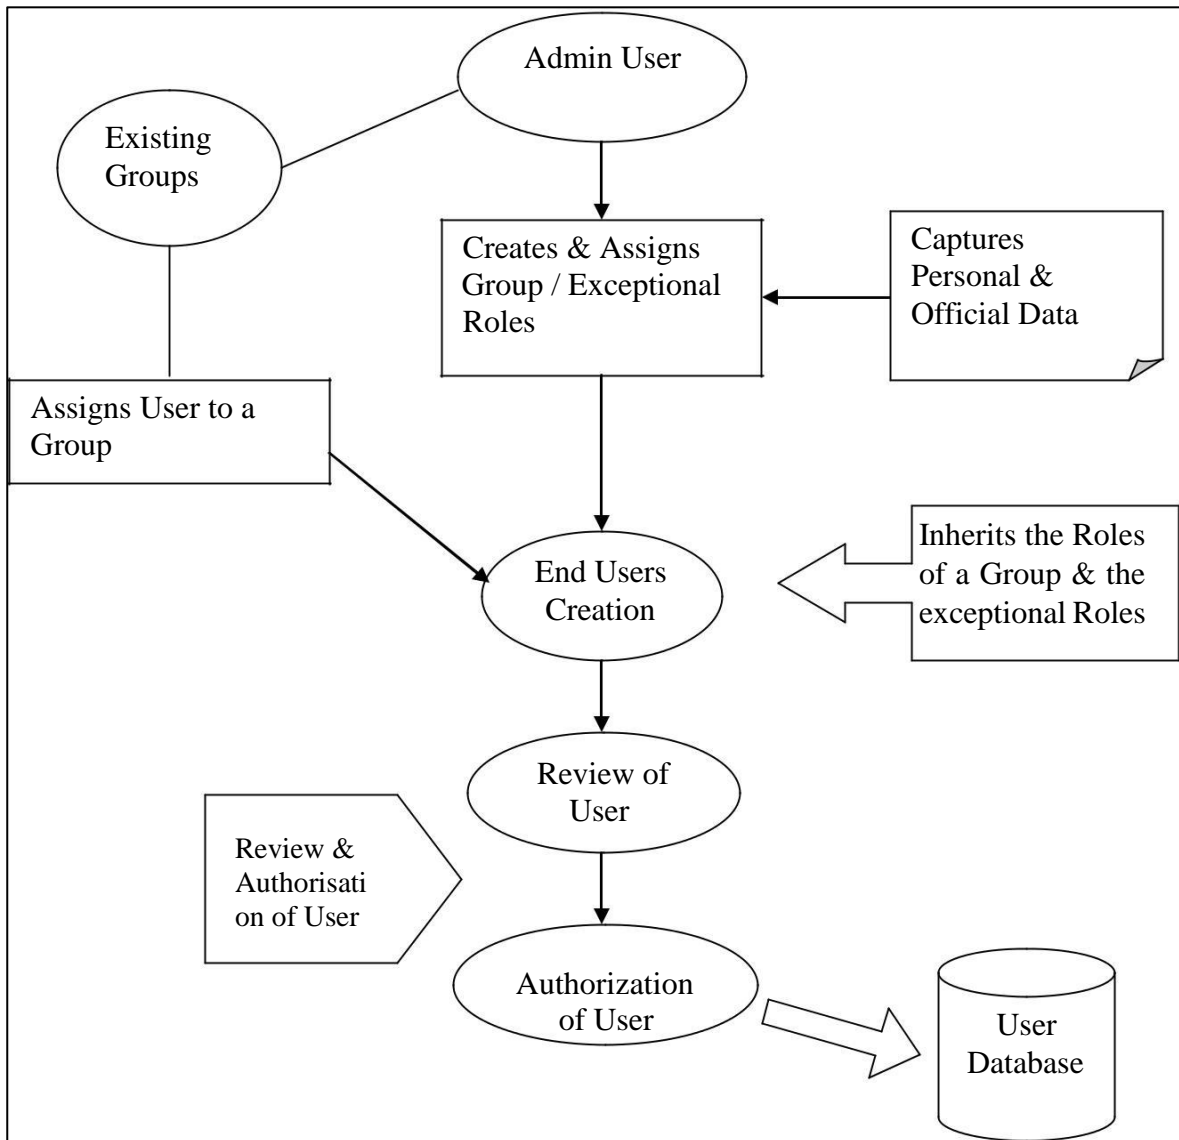 Admin User
Existing
Groups
Creates & Assigns
Group / Exceptional
Roles
Captures
Personal &
Official Data
Assigns User to a
Group
End Users
Creation
Inherits the Roles
of a Group & the
exceptional Roles
Review of
User
Review &
Authorisati
on of User
Authorization
of User
User
Database